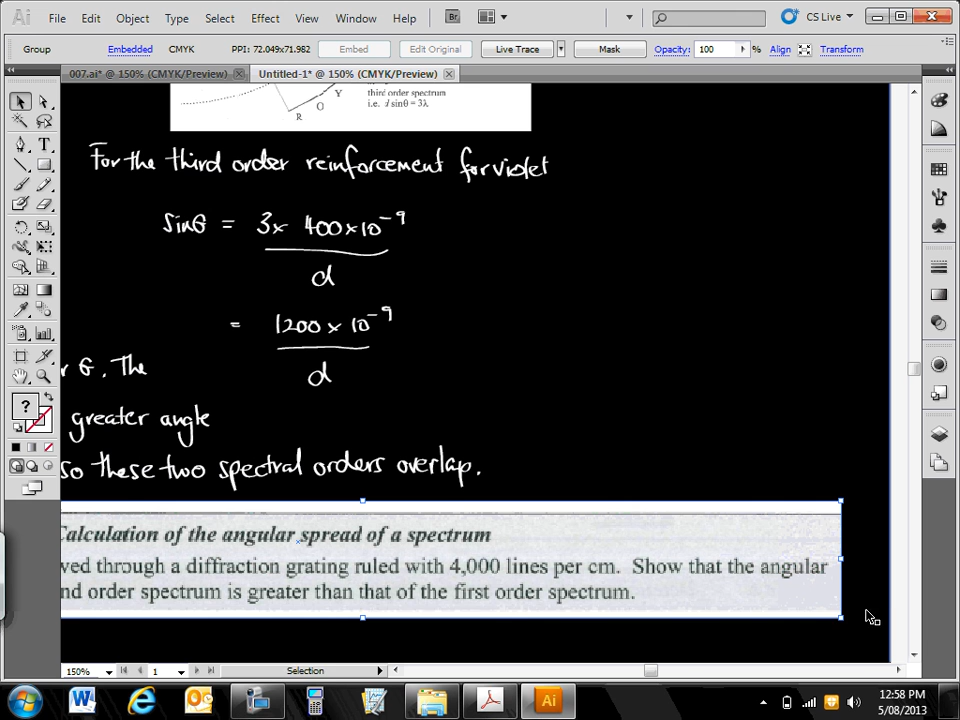 Ai File Edit Object Type Select Effect View Window Help Br CS Live
Group Embedded CMYK PPI: 72.049x71.982 Embed Edit Original Live Trace Mask Opacity: 100 % Align Transform
007.ai* @ 150% (CMYK/Preview) Untitled-1* @ 150% (CMYK/Preview)
Y third order spectrum
O i.e. d sinθ = 3λ
R
For the third order reinforcement for violet
sinθ = 3× 400×10⁻⁹
d
= 1200 × 10⁻⁹
d
r θ. The
greater angle
so these two spectral orders overlap.
Calculation of the angular spread of a spectrum
ved through a diffraction grating ruled with 4,000 lines per cm. Show that the angular
nd order spectrum is greater than that of the first order spectrum.
150% 1 Selection
Ai
12:58 PM
5/08/2013